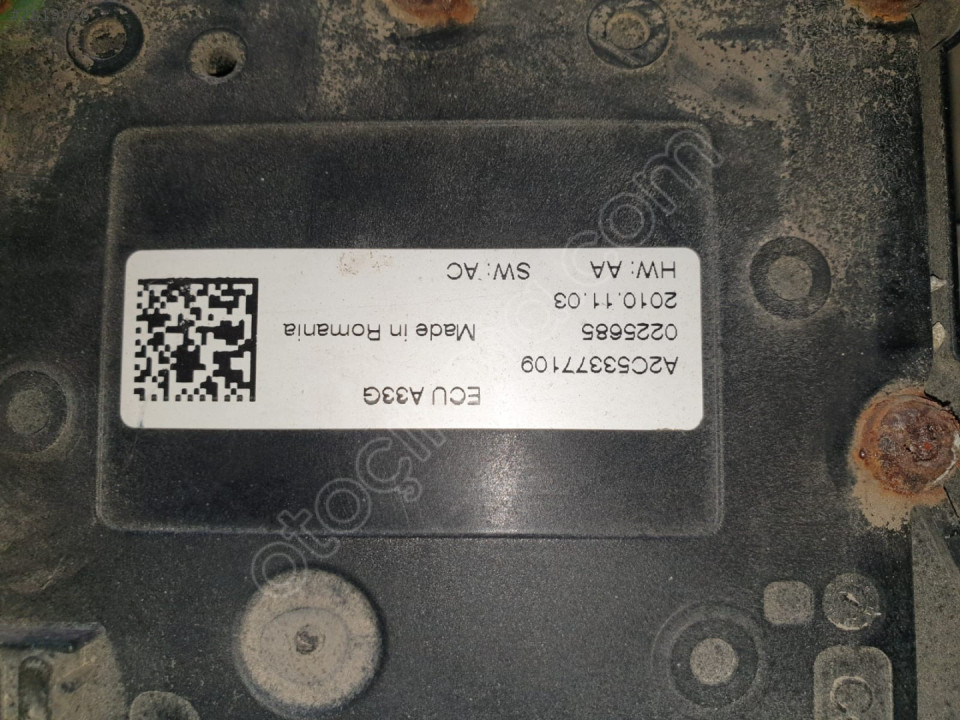 ECU A33G
A2C53377109
0225685 Made in Romania
2010.11.03
HW: AA SW: AC
C